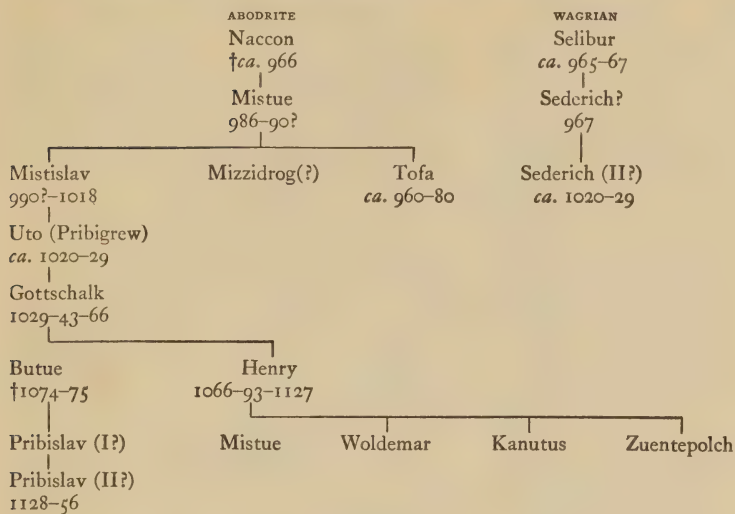 ABODRITE WAGRIAN
Naccon Selibur
†ca. 966 ca. 965–67
Mistue Sederich?
986–90? 967
Mistislav Mizzidrog(?) Tofa Sederich (II?)
990?–1018 ca. 960–80 ca. 1020–29
Uto (Pribigrew)
ca. 1020–29
Gottschalk
1029–43–66
Butue Henry
†1074–75 1066–93–1127
Pribislav (I?) Mistue Woldemar Kanutus Zuentepolch
Pribislav (II?)
1128–56